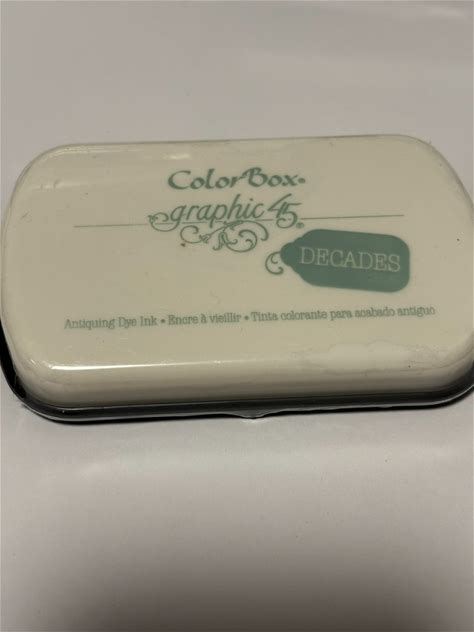 ColorBox®
graphic 45®
DECADES
Antiquing Dye Ink • Encre à vieillir • Tinta colorante para acabado antiguo